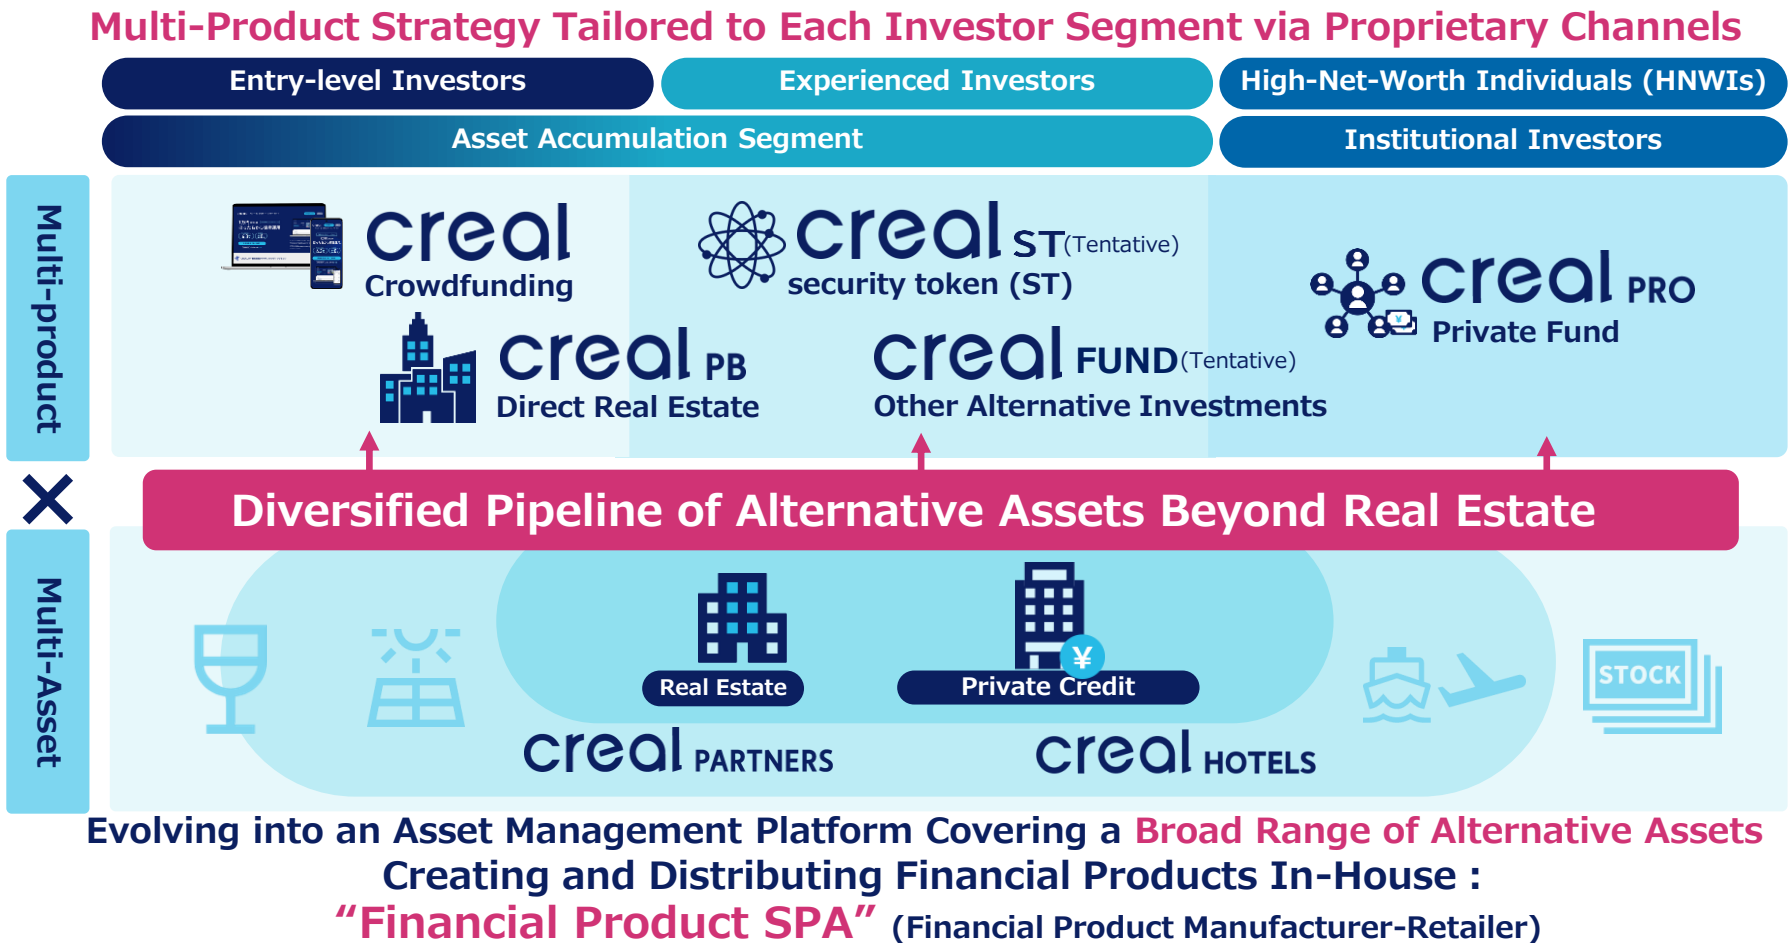 Multi-Product Strategy Tailored to Each Investor Segment via Proprietary Channels
Entry-level Investors
Experienced Investors
High-Net-Worth Individuals (HNWIs)
Asset Accumulation Segment
Institutional Investors
Multi-product
creal
Crowdfunding
creal ST(Tentative)
security token (ST)
creal PRO
Private Fund
creal PB
Direct Real Estate
creal FUND(Tentative)
Other Alternative Investments
×
Diversified Pipeline of Alternative Assets Beyond Real Estate
Multi-Asset
¥
Real Estate
Private Credit
STOCK
creal PARTNERS
creal HOTELS
Evolving into an Asset Management Platform Covering a Broad Range of Alternative Assets
Creating and Distributing Financial Products In-House :
“Financial Product SPA” (Financial Product Manufacturer-Retailer)